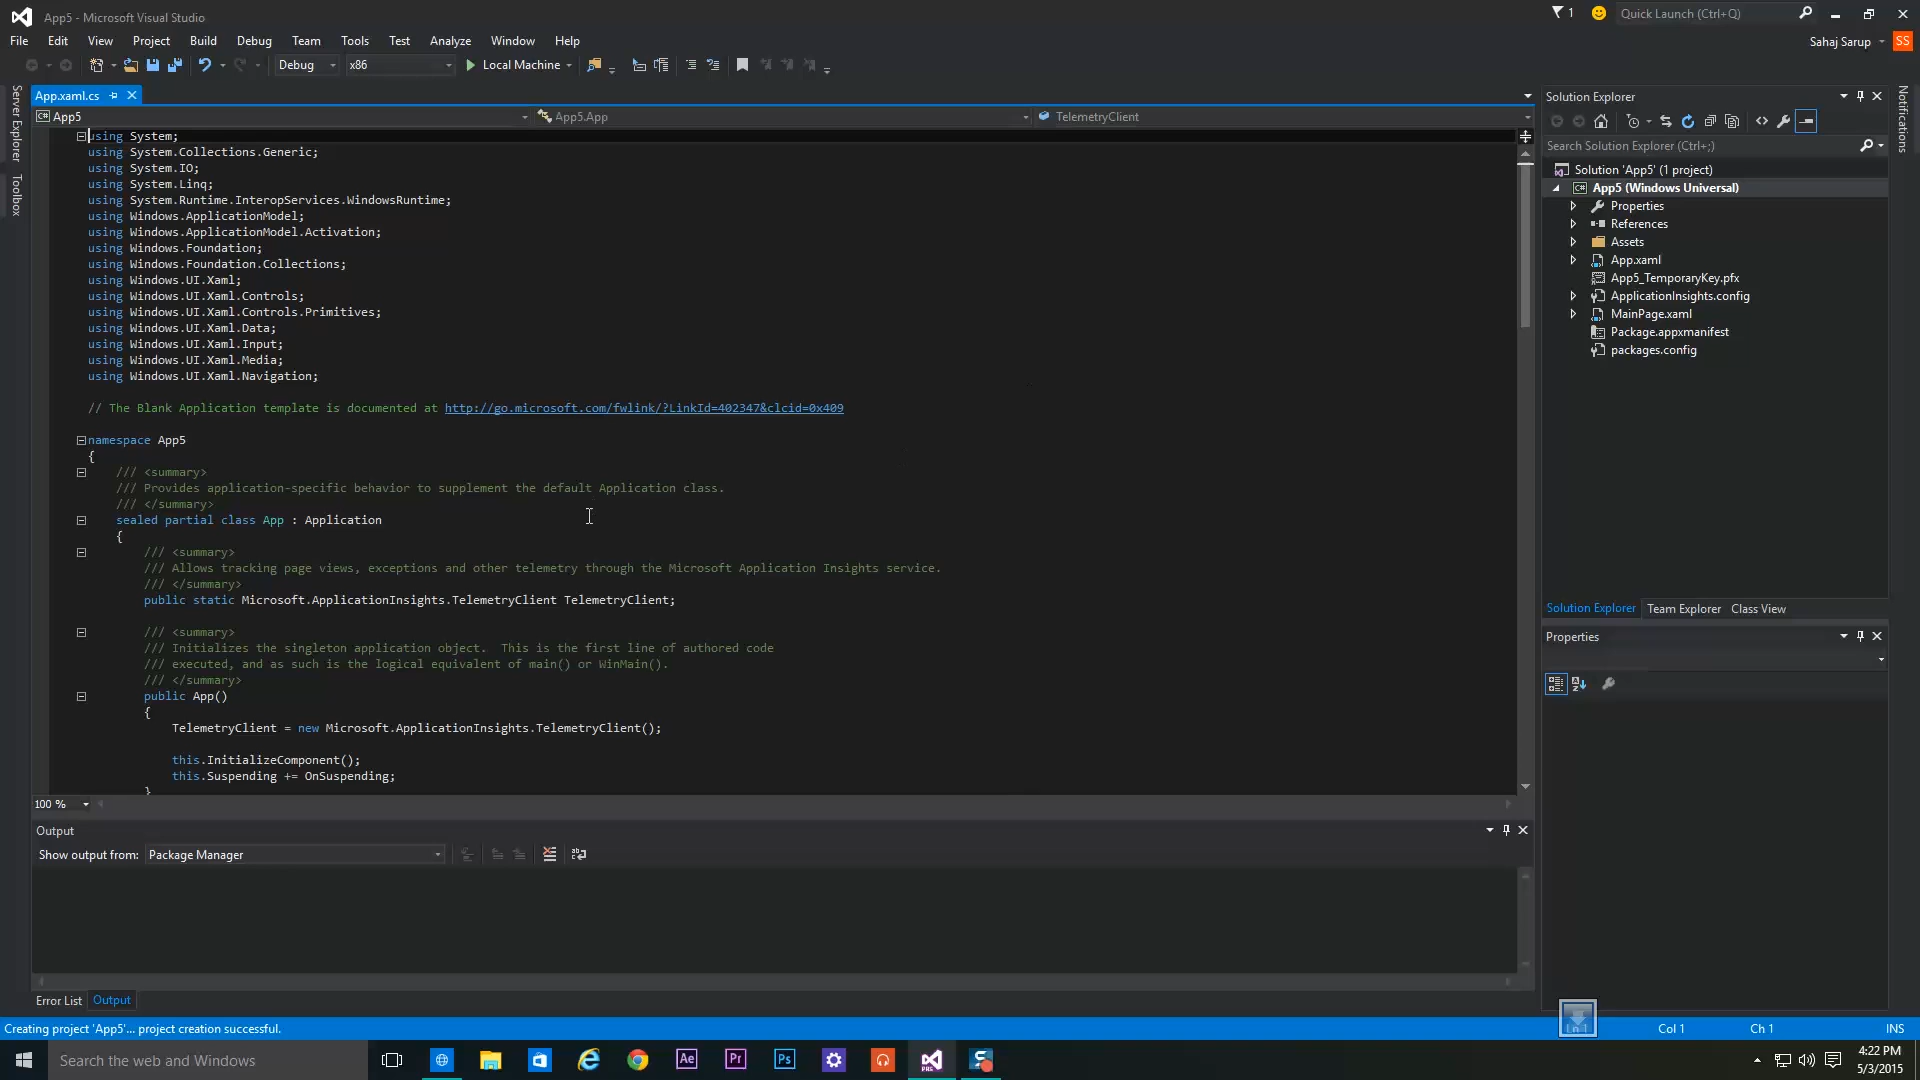 App5 - Microsoft Visual Studio
1
Quick Launch (Ctrl+Q)
File Edit View Project Build Debug Team Tools Test Analyze Window Help
Sahaj Sarup SS
Debug x86 Local Machine
Server Explorer
Toolbox
Notifications
App.xaml.cs
C# App5
App5.App
TelemetryClient
using System;
using System.Collections.Generic;
using System.IO;
using System.Linq;
using System.Runtime.InteropServices.WindowsRuntime;
using Windows.ApplicationModel;
using Windows.ApplicationModel.Activation;
using Windows.Foundation;
using Windows.Foundation.Collections;
using Windows.UI.Xaml;
using Windows.UI.Xaml.Controls;
using Windows.UI.Xaml.Controls.Primitives;
using Windows.UI.Xaml.Data;
using Windows.UI.Xaml.Input;
using Windows.UI.Xaml.Media;
using Windows.UI.Xaml.Navigation;
// The Blank Application template is documented at http://go.microsoft.com/fwlink/?LinkId=402347&clcid=0x409
namespace App5
{
/// <summary>
/// Provides application-specific behavior to supplement the default Application class.
/// </summary>
sealed partial class App : Application
{
/// <summary>
/// Allows tracking page views, exceptions and other telemetry through the Microsoft Application Insights service.
/// </summary>
public static Microsoft.ApplicationInsights.TelemetryClient TelemetryClient;
/// <summary>
/// Initializes the singleton application object.  This is the first line of authored code
/// executed, and as such is the logical equivalent of main() or WinMain().
/// </summary>
public App()
{
TelemetryClient = new Microsoft.ApplicationInsights.TelemetryClient();
this.InitializeComponent();
this.Suspending += OnSuspending;
}
100 %
Output
Show output from: Package Manager
Error List Output
Solution Explorer
Search Solution Explorer (Ctrl+;)
Solution 'App5' (1 project)
C# App5 (Windows Universal)
Properties
References
Assets
App.xaml
App5_TemporaryKey.pfx
ApplicationInsights.config
MainPage.xaml
Package.appxmanifest
packages.config
Solution Explorer Team Explorer Class View
Properties
Creating project 'App5'... project creation successful.
Ln 1 Col 1 Ch 1 INS
Search the web and Windows
Ae Pr Ps
4:22 PM
5/3/2015